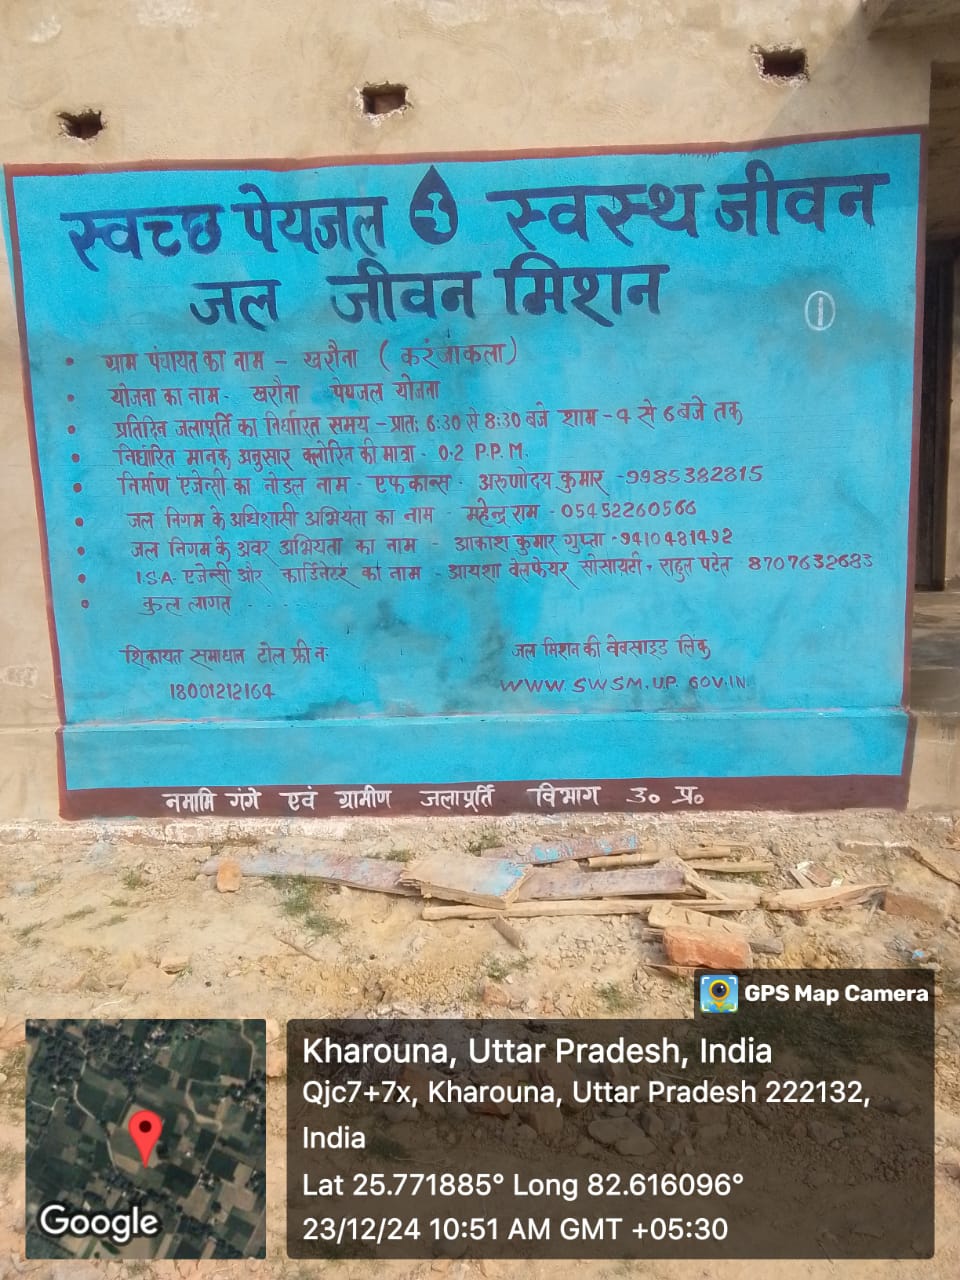 स्वच्छ पेयजल स्वस्थ जीवन
जल जीवन मिशन
1
• ग्राम पंचायत का नाम - खरौना (करंजाकला)
• योजना का नाम - खरौना पेयजल योजना
• प्रतिदिन जलापूर्ति का निर्धारित समय - प्रातः 6:30 से 8:30 बजे शाम - 4 से 6 बजे तक
• निर्धारित मानक अनुसार क्लोरिन की मात्रा - 0.2 P.P.M.
• निर्माण एजेन्सी का नोडल नाम - एफकान्स - अरूणोदय कुमार - 9985382815
• जल निगम के अधिशासी अभियंता का नाम - महेन्द्र राम - 05452260566
• जल निगम के अवर अभियंता का नाम - आकाश कुमार गुप्ता - 9410481492
• I.S.A. एजेन्सी और कार्डिनेटर का नाम - आयशा वेलफेयर सोसायटी - राहुल पटेल 8707632683
• कुल लागत - . . . . . .
शिकायत समाधान टोल फ्री नं॰ जल मिशन की वेबसाइड लिंक
18001212164 WWW.SWSM.UP.GOV.IN
नमामि गंगे एवं ग्रामीण जलापूर्ति विभाग उ० प्र०
GPS Map Camera
Kharouna, Uttar Pradesh, India
Qjc7+7x, Kharouna, Uttar Pradesh 222132,
India
Lat 25.771885° Long 82.616096°
23/12/24 10:51 AM GMT +05:30
Google